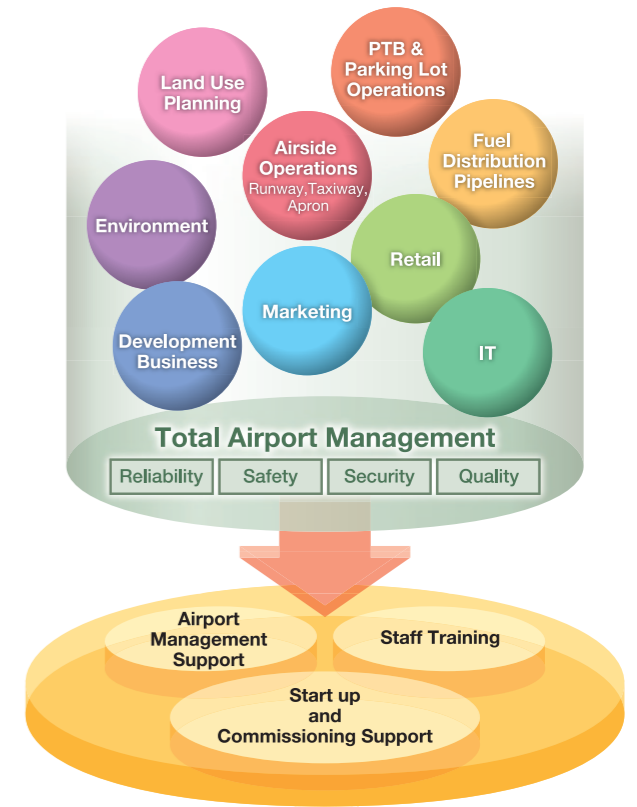 PTB &
Parking Lot
Operations
Land Use
Planning
Airside
Operations
Runway,Taxiway,
Apron
Fuel
Distribution
Pipelines
Environment
Retail
Marketing
Development
Business
IT
Total Airport Management
Reliability
Safety
Security
Quality
Airport
Management
Support
Staff Training
Start up
and
Commissioning Support